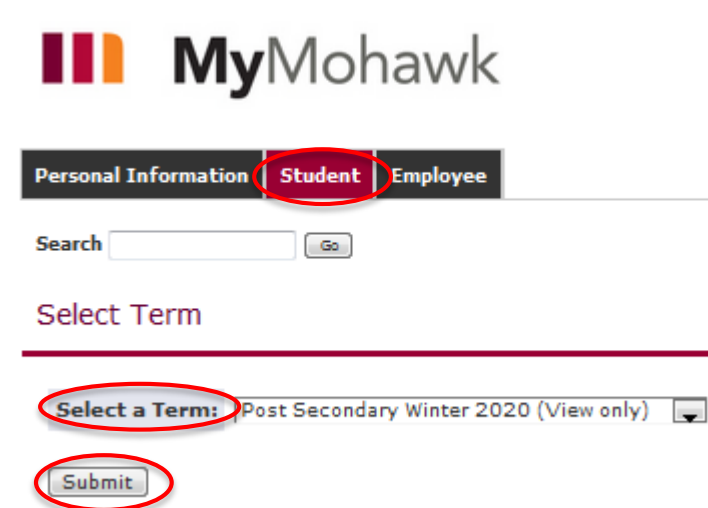 MyMohawk
Personal Information Student Employee
Search Go
Select Term
Select a Term: Post Secondary Winter 2020 (View only)
Submit